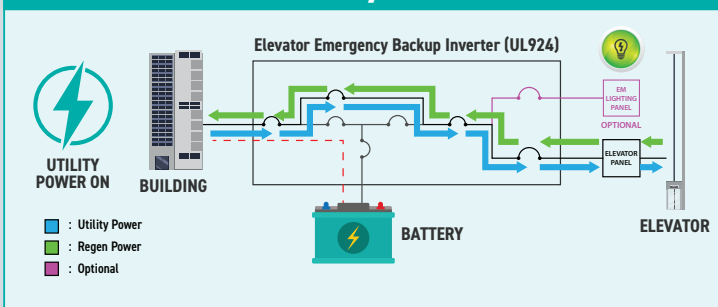 Elevator Emergency Backup Inverter (UL924)
EM
LIGHTING
PANEL
OPTIONAL
ELEVATOR
PANEL
UTILITY
POWER ON
BUILDING
ELEVATOR
BATTERY
: Utility Power
: Regen Power
: Optional